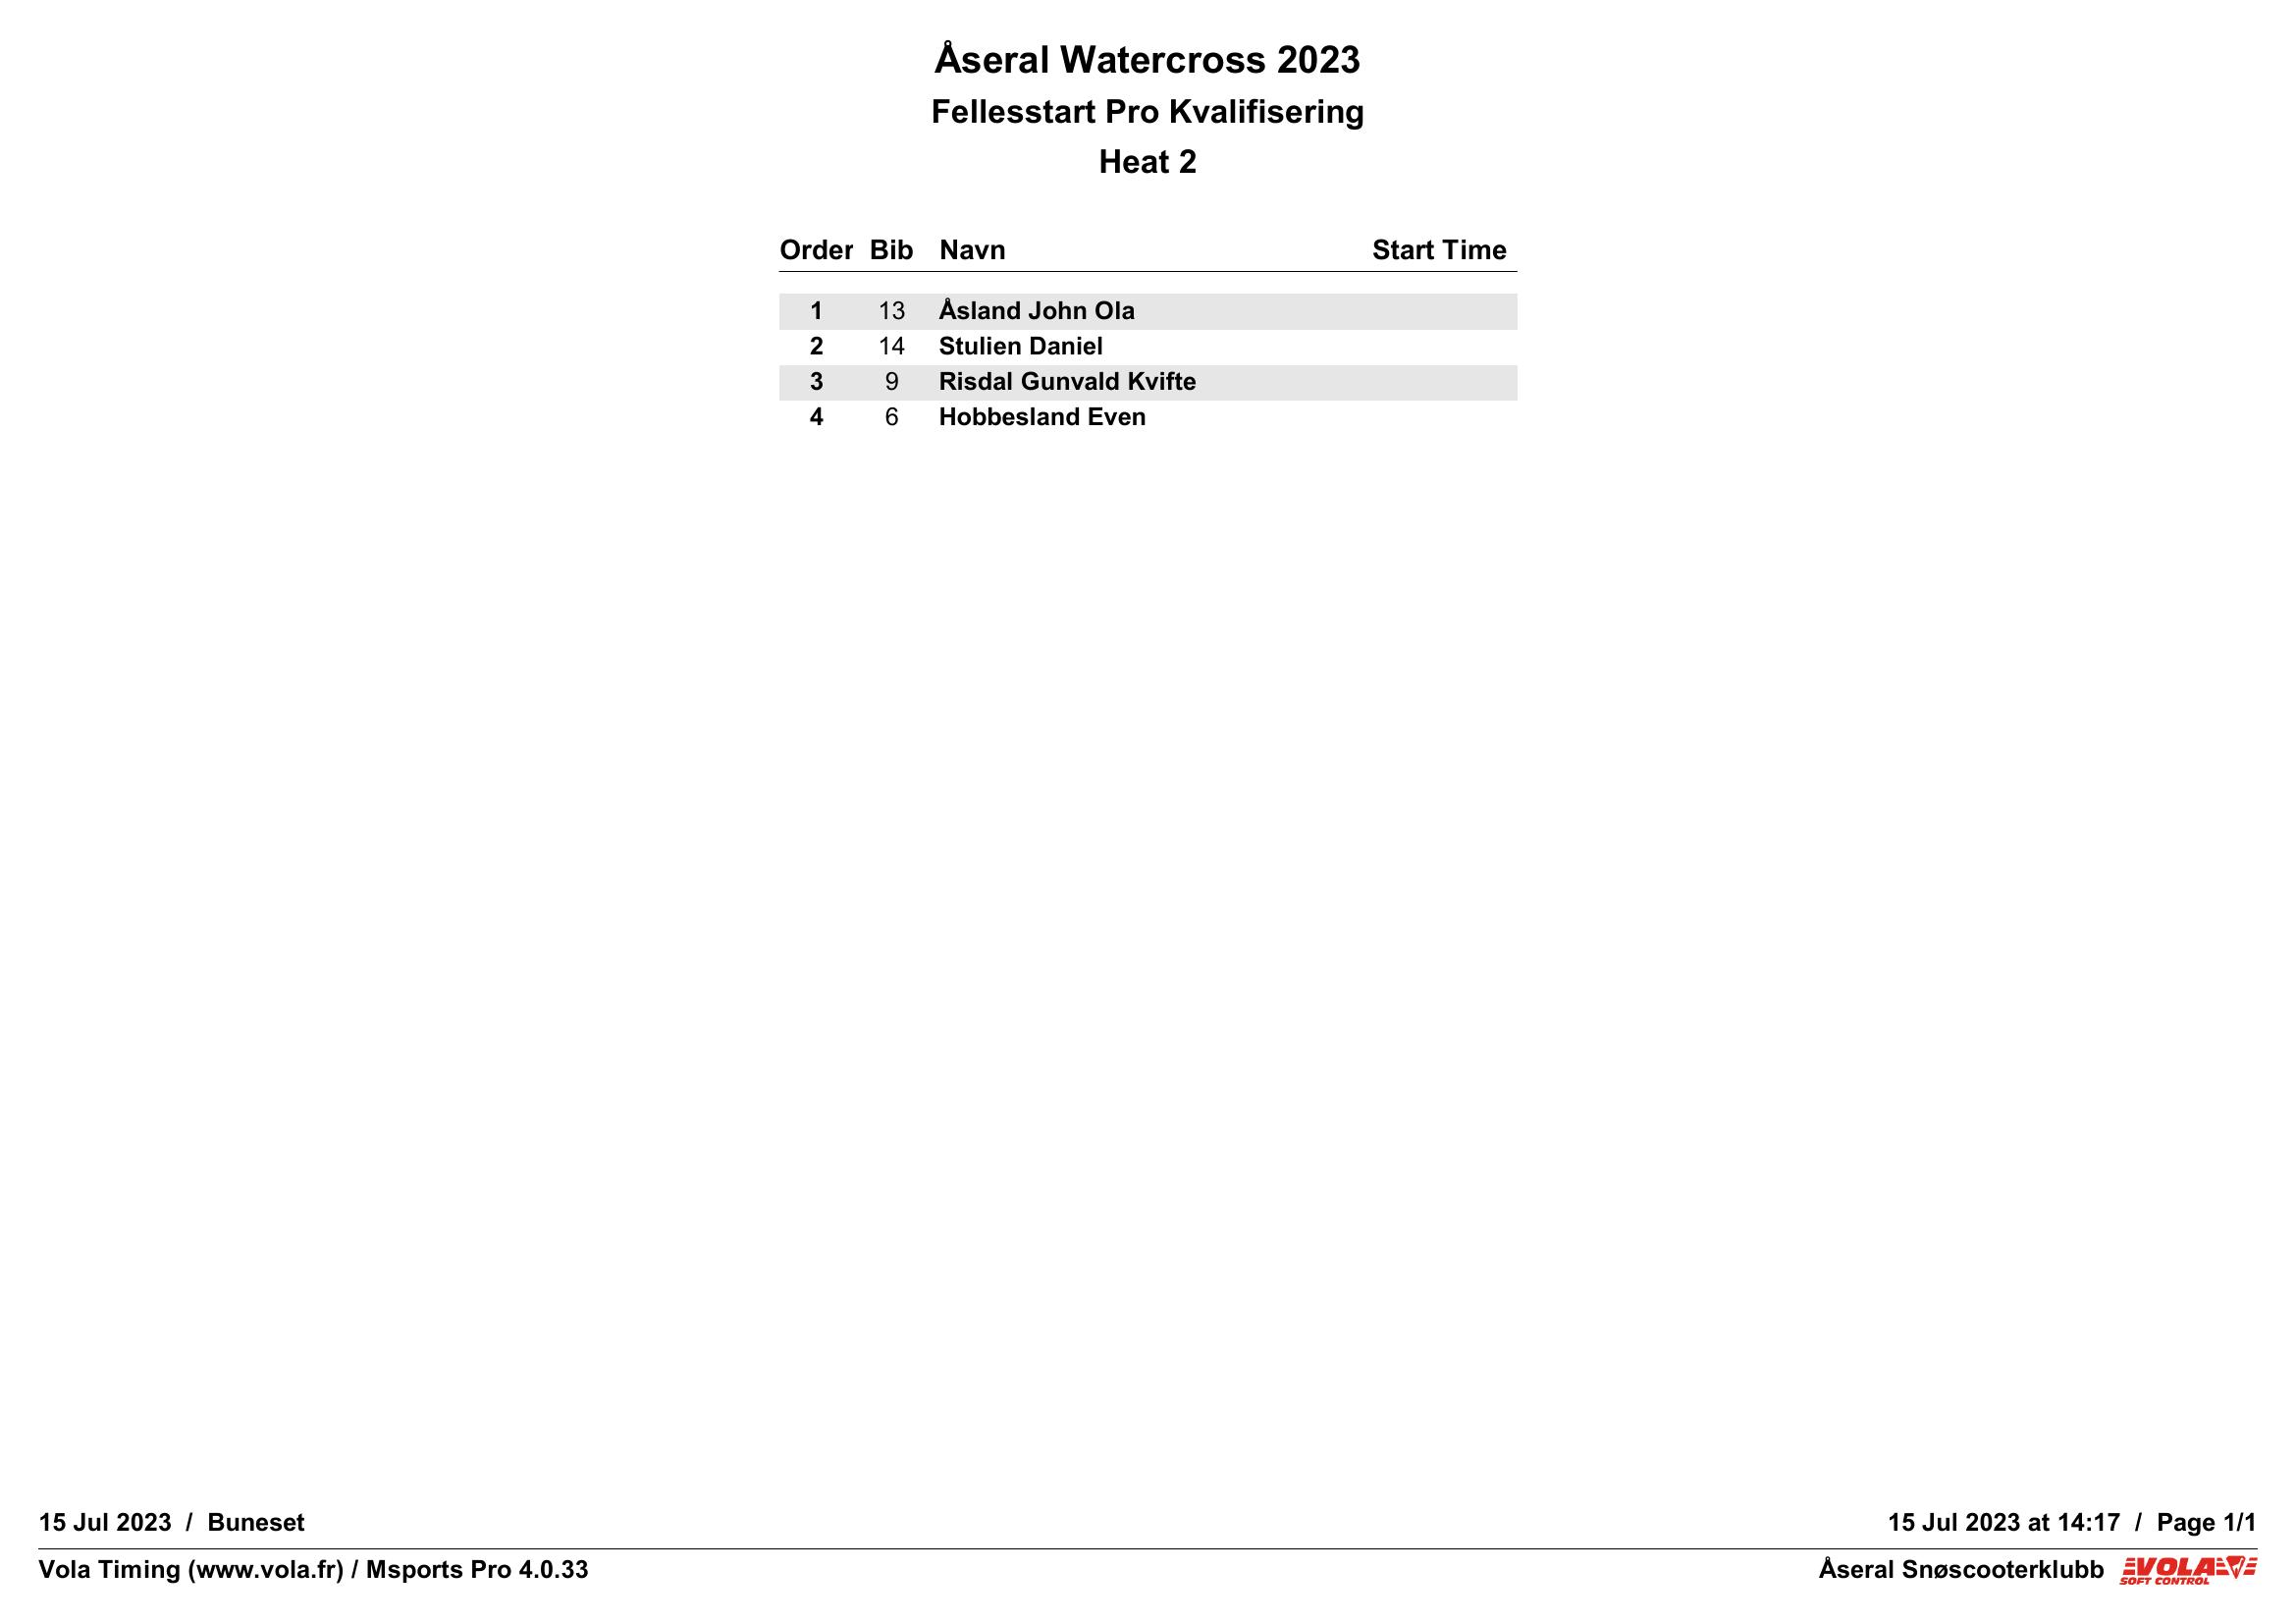 Åseral Watercross 2023
Fellesstart Pro Kvalifisering
Heat 2
Order Bib Navn Start Time
1 13 Åsland John Ola
2 14 Stulien Daniel
3 9 Risdal Gunvald Kvifte
4 6 Hobbesland Even
15 Jul 2023 / Buneset 15 Jul 2023 at 14:17 / Page 1/1
Vola Timing (www.vola.fr) / Msports Pro 4.0.33 Åseral Snøscooterklubb VOLA
SOFT CONTROL